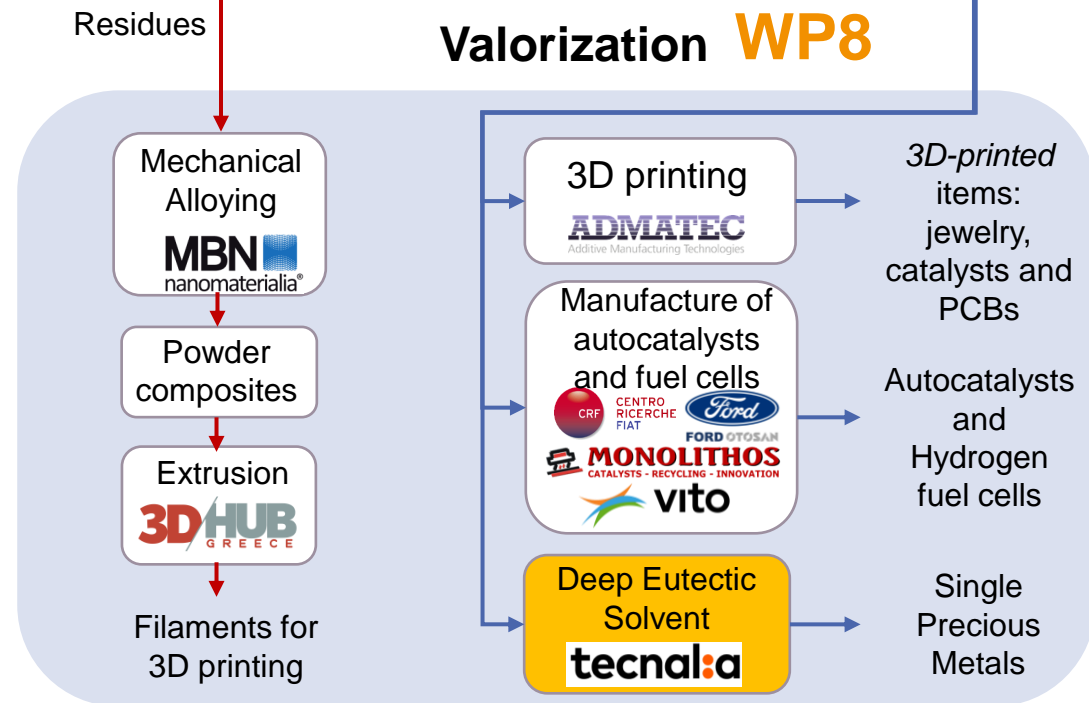 Residues
Valorization WP8
Mechanical
Alloying
MBN
nanomaterialia®
Powder
composites
Extrusion
3D HUB
GREECE
Filaments for
3D printing
3D printing
ADMATEC
Additive Manufacturing Technologies
Manufacture of
autocatalysts
and fuel cells
CRF
CENTRO
RICERCHE
FIAT
Ford
FORD OTOSAN
MONOLITHOS
CATALYSTS - RECYCLING - INNOVATION
vito
Deep Eutectic
Solvent
tecnal:a
3D-printed
items:
jewelry,
catalysts and
PCBs
Autocatalysts
and
Hydrogen
fuel cells
Single
Precious
Metals